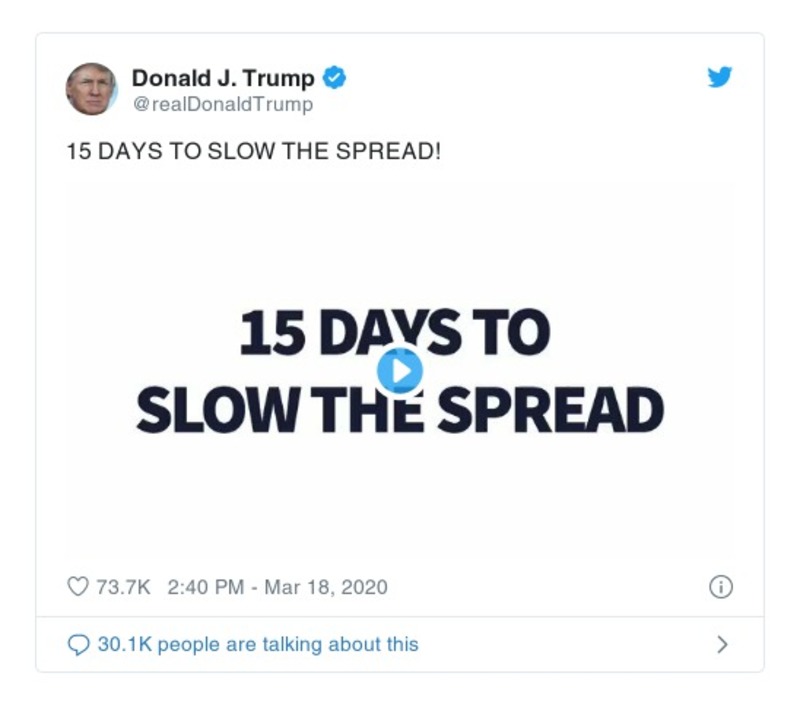 Donald J. Trump
@realDonaldTrump
15 DAYS TO SLOW THE SPREAD!
15 DAYS TO
SLOW THE SPREAD
73.7K 2:40 PM - Mar 18, 2020
30.1K people are talking about this